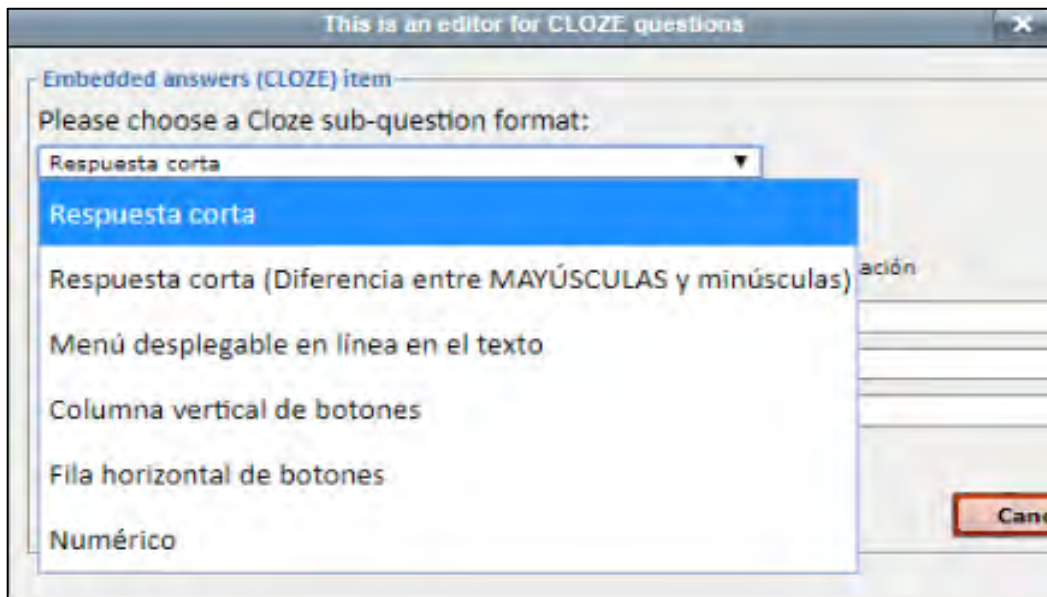 This is an editor for CLOZE questions
Embedded answers (CLOZE) item
Please choose a Cloze sub-question format:
Respuesta corta
Respuesta corta
Respuesta corta (Diferencia entre MAYÚSCULAS y minúsculas)
ación
Menú desplegable en línea en el texto
Columna vertical de botones
Fila horizontal de botones
Canc
Numérico